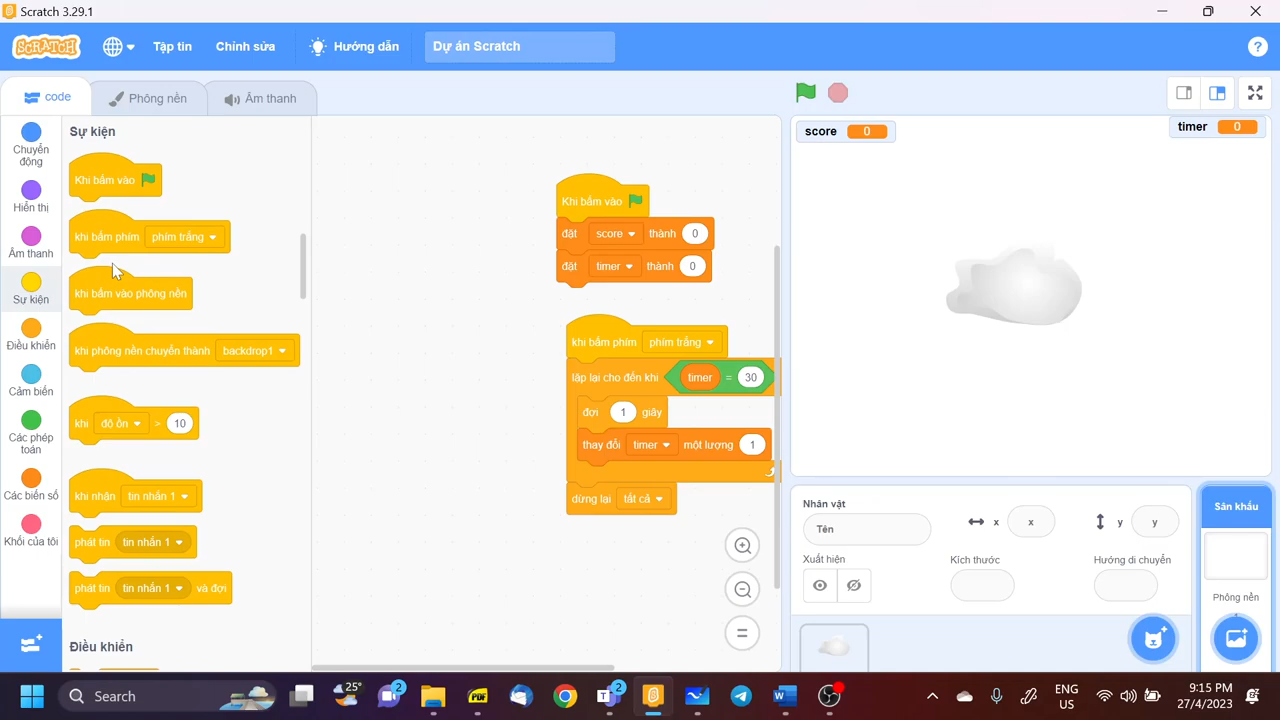 Scratch 3.29.1
SCRATCH
Tập tin
Chỉnh sửa
Hướng dẫn
Dự án Scratch
?
code
Phông nền
Âm thanh
Chuyển động
Hiển thị
Âm thanh
Sự kiện
Điều khiển
Cảm biến
Các phép toán
Các biến số
Khối của tôi
Sự kiện
Khi bấm vào
khi bấm phím phím trắng
khi bấm vào phông nền
khi phông nền chuyển thành backdrop1
khi độ ồn > 10
khi nhận tin nhắn 1
phát tin tin nhắn 1
phát tin tin nhắn 1 và đợi
Điều khiển
Khi bấm vào
đặt score thành 0
đặt timer thành 0
khi bấm phím phím trắng
lặp lại cho đến khi timer = 30
đợi 1 giây
thay đổi timer một lượng 1
dừng lại tất cả
score 0
timer 0
Nhân vật
Tên
x x
y y
Xuất hiện
Kích thước
Hướng di chuyển
Sân khấu
Phông nền
Search
25°
2
PDF
2
ENG
US
9:15 PM
27/4/2023